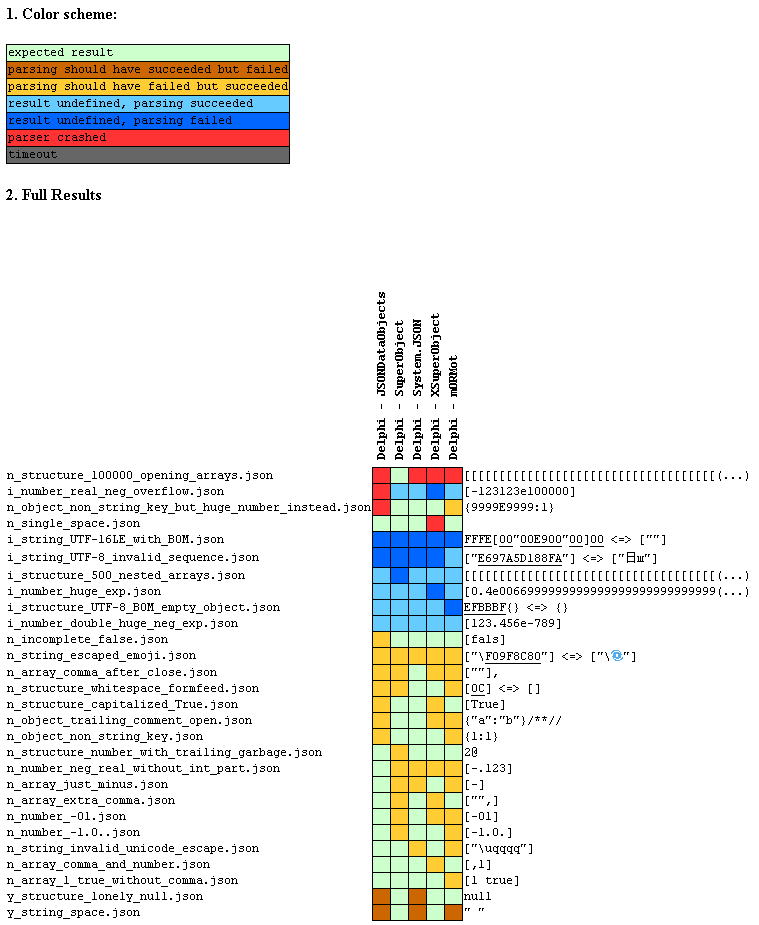 1. Color scheme:
expected result
parsing should have succeeded but failed
parsing should have failed but succeeded
result undefined, parsing succeeded
result undefined, parsing failed
parser crashed
timeout
2. Full Results
Delphi - JSONDataObjects
Delphi - SuperObject
Delphi - System.JSON
Delphi - XSuperObject
Delphi - mORMot
n_structure_100000_opening_arrays.json [[[[[[[[[[[[[[[[[[[[[[[[[[[[[[[[[[[[(...)
i_number_real_neg_overflow.json [-123123e100000]
n_object_non_string_key_but_huge_number_instead.json {9999E9999:1}
n_single_space.json
i_string_UTF-16LE_with_BOM.json FFFE[00"00E900"00]00 <=> [""]
i_string_UTF-8_invalid_sequence.json ["E697A5D188FA"] <=> ["日ш"]
i_structure_500_nested_arrays.json [[[[[[[[[[[[[[[[[[[[[[[[[[[[[[[[[[[[(...)
i_number_huge_exp.json [0.4e00669999999999999999999999999999(...)
i_structure_UTF-8_BOM_empty_object.json EFBBBF{} <=> {}
i_number_double_huge_neg_exp.json [123.456e-789]
n_incomplete_false.json [fals]
n_string_escaped_emoji.json ["\F09F8C80"] <=> ["\🌀"]
n_array_comma_after_close.json [""],
n_structure_whitespace_formfeed.json [0C] <=> []
n_structure_capitalized_True.json [True]
n_object_trailing_comment_open.json {"a":"b"}/**//
n_object_non_string_key.json {1:1}
n_structure_number_with_trailing_garbage.json 2@
n_number_neg_real_without_int_part.json [-.123]
n_array_just_minus.json [-]
n_array_extra_comma.json ["",]
n_number_-01.json [-01]
n_number_-1.0..json [-1.0.]
n_string_invalid_unicode_escape.json ["\uqqqq"]
n_array_comma_and_number.json [,1]
n_array_1_true_without_comma.json [1 true]
y_structure_lonely_null.json null
y_string_space.json " "